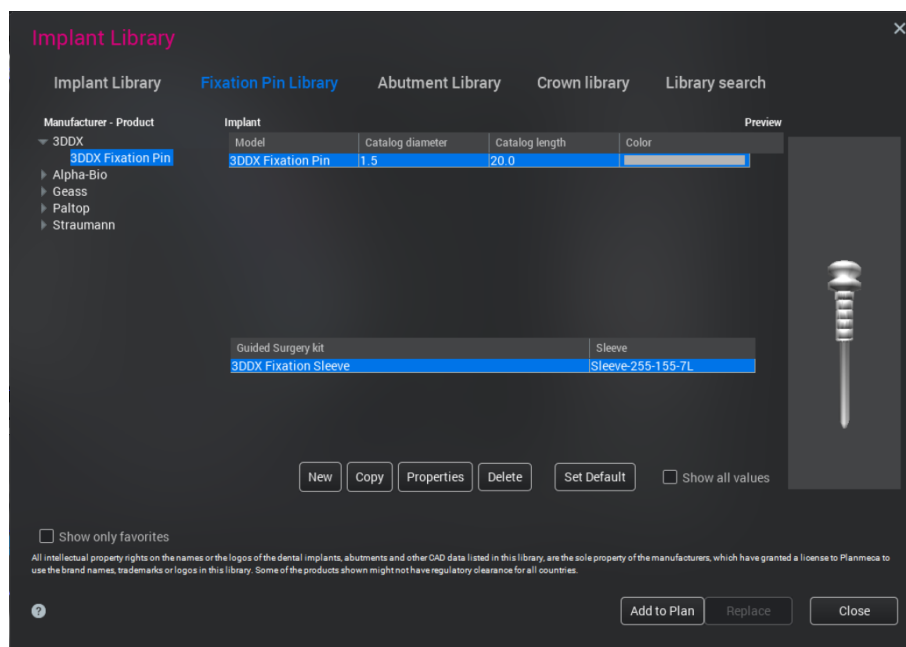 Implant Library
Implant Library Fixation Pin Library Abutment Library Crown library Library search
Manufacturer - Product Implant Preview
3DDX Model Catalog diameter Catalog length Color
3DDX Fixation Pin 3DDX Fixation Pin 1.5 20.0
Alpha-Bio
Geass
Paltop
Straumann
Guided Surgery kit Sleeve
3DDX Fixation Sleeve Sleeve-255-155-7L
New Copy Properties Delete Set Default Show all values
Show only favorites
All intellectual property rights on the names or the logos of the dental implants, abutments and other CAD data listed in this library, are the sole property of the manufacturers, which have granted a license to Planmeca to
use the brand names, trademarks or logos in this library. Some of the products shown might not have regulatory clearance for all countries.
? Add to Plan Replace Close